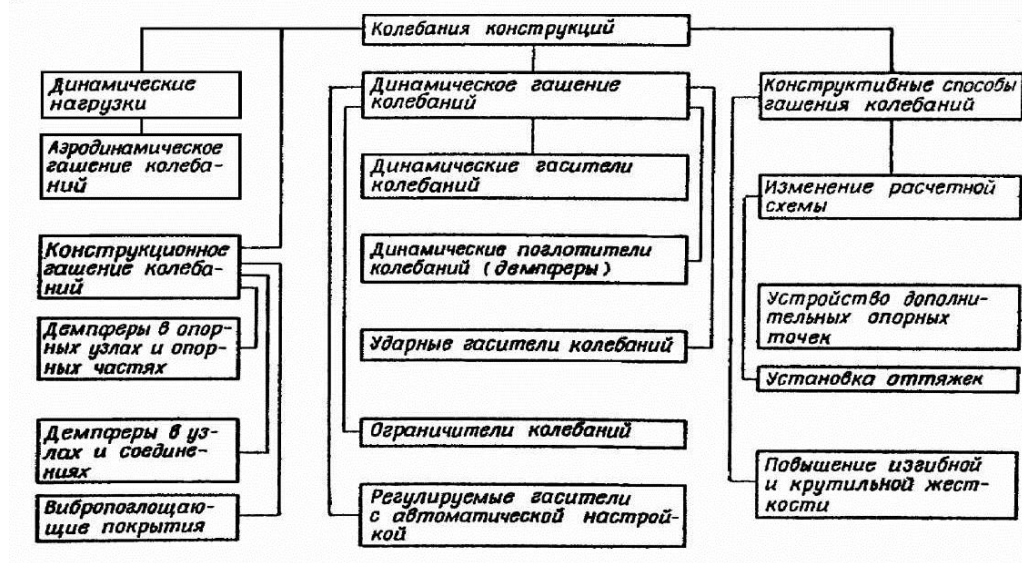 Колебания конструкций
Динамические
нагрузки
Аэродинамическое
гашение колеба-
ний
Конструкционное
гашение колеба-
ний
Демпферы в опор-
ных узлах и опор-
ных частях
Демпферы в уз-
лах и соедине-
ниях
Вибропоглощаю-
щие покрытия
Динамическое гашение
колебаний
Динамические гасители
колебаний
Динамические поглотители
колебаний (демпферы)
Ударные гасители колебаний
Ограничители колебаний
Регулируемые гасители
с автоматической настрой-
кой
Конструктивные способы
гашения колебаний
Изменение расчетной
схемы
Устройство дополни-
тельных опорных
точек
Установка оттяжек
Повышение изгибной
и крутильной жест-
кости